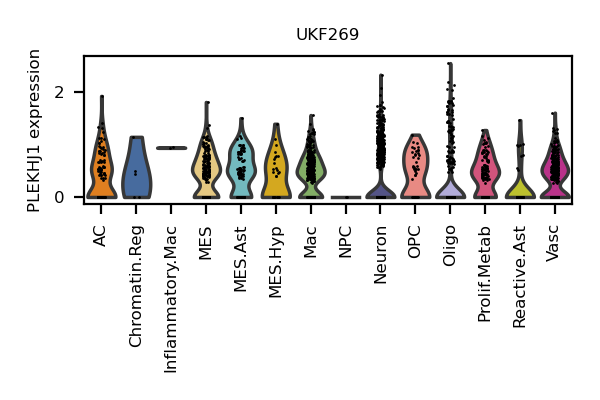 UKF269
PLEKHJ1 expression
2
0
AC
Chromatin.Reg
Inflammatory.Mac
MES
MES.Ast
MES.Hyp
Mac
NPC
Neuron
OPC
Oligo
Prolif.Metab
Reactive.Ast
Vasc